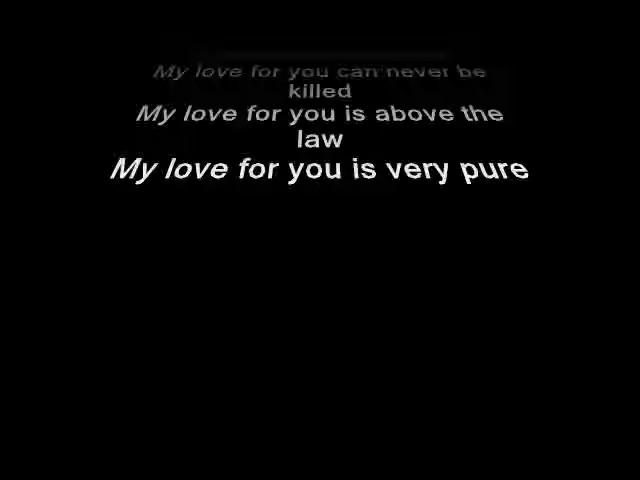 My love for you can never be
killed
My love for you is above the
law
My love for you is very pure